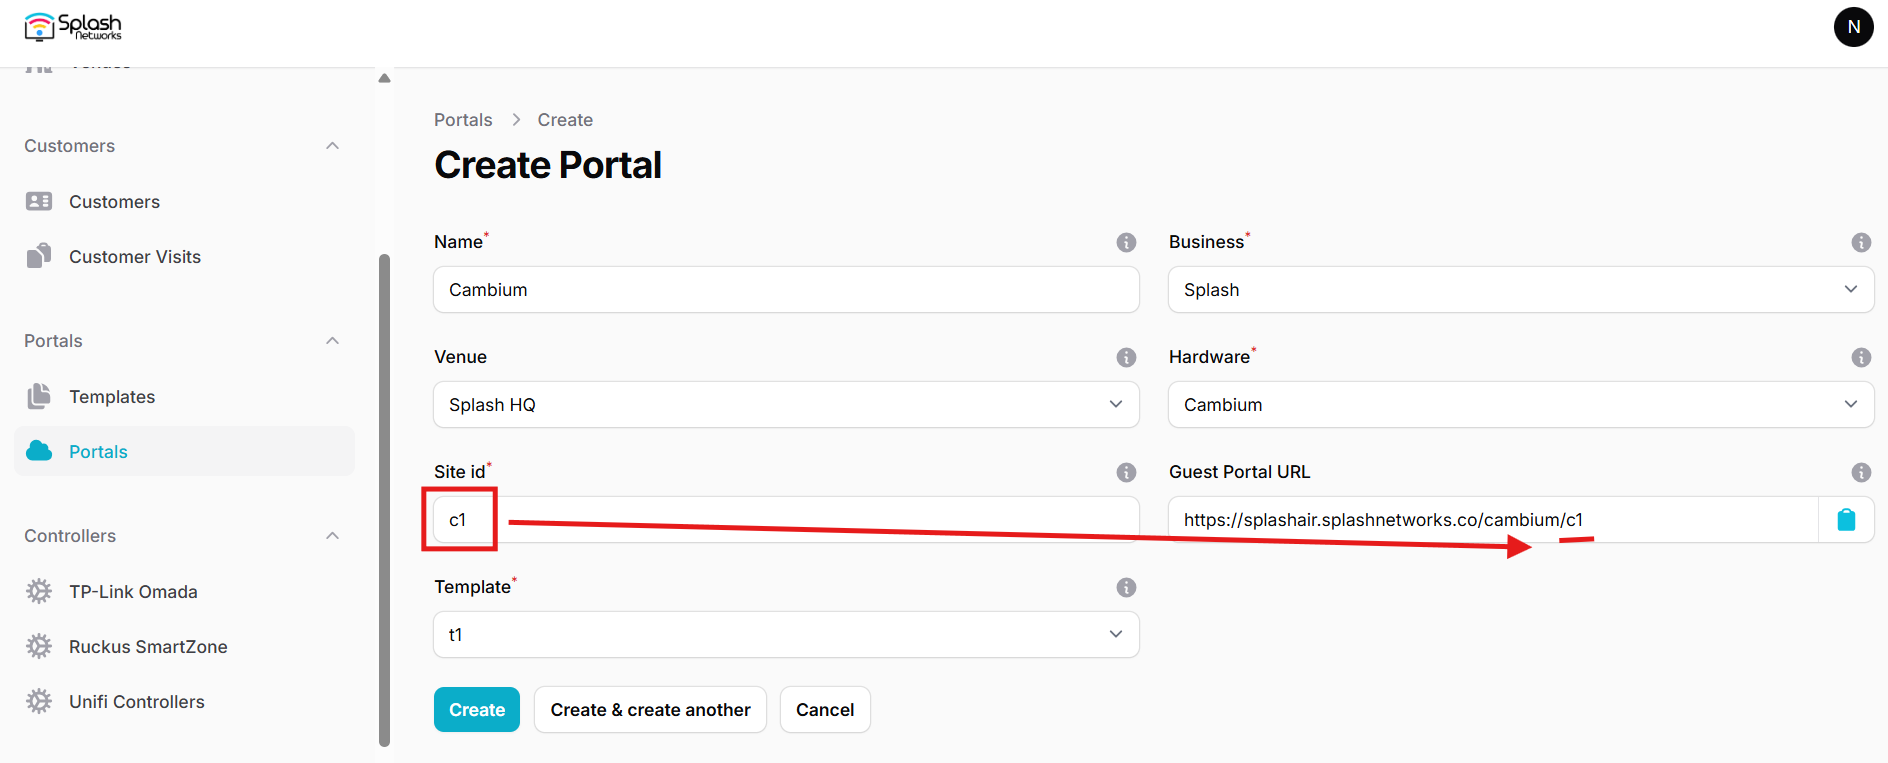 Splash
Networks
N
Venues
Customers
Customers
Customer Visits
Portals
Templates
Portals
Controllers
TP-Link Omada
Ruckus SmartZone
Unifi Controllers
Portals > Create
Create Portal
Name*
Business*
Cambium
Splash
Venue
Hardware*
Splash HQ
Cambium
Site id*
Guest Portal URL
c1
https://splashair.splashnetworks.co/cambium/c1
Template*
t1
Create
Create & create another
Cancel